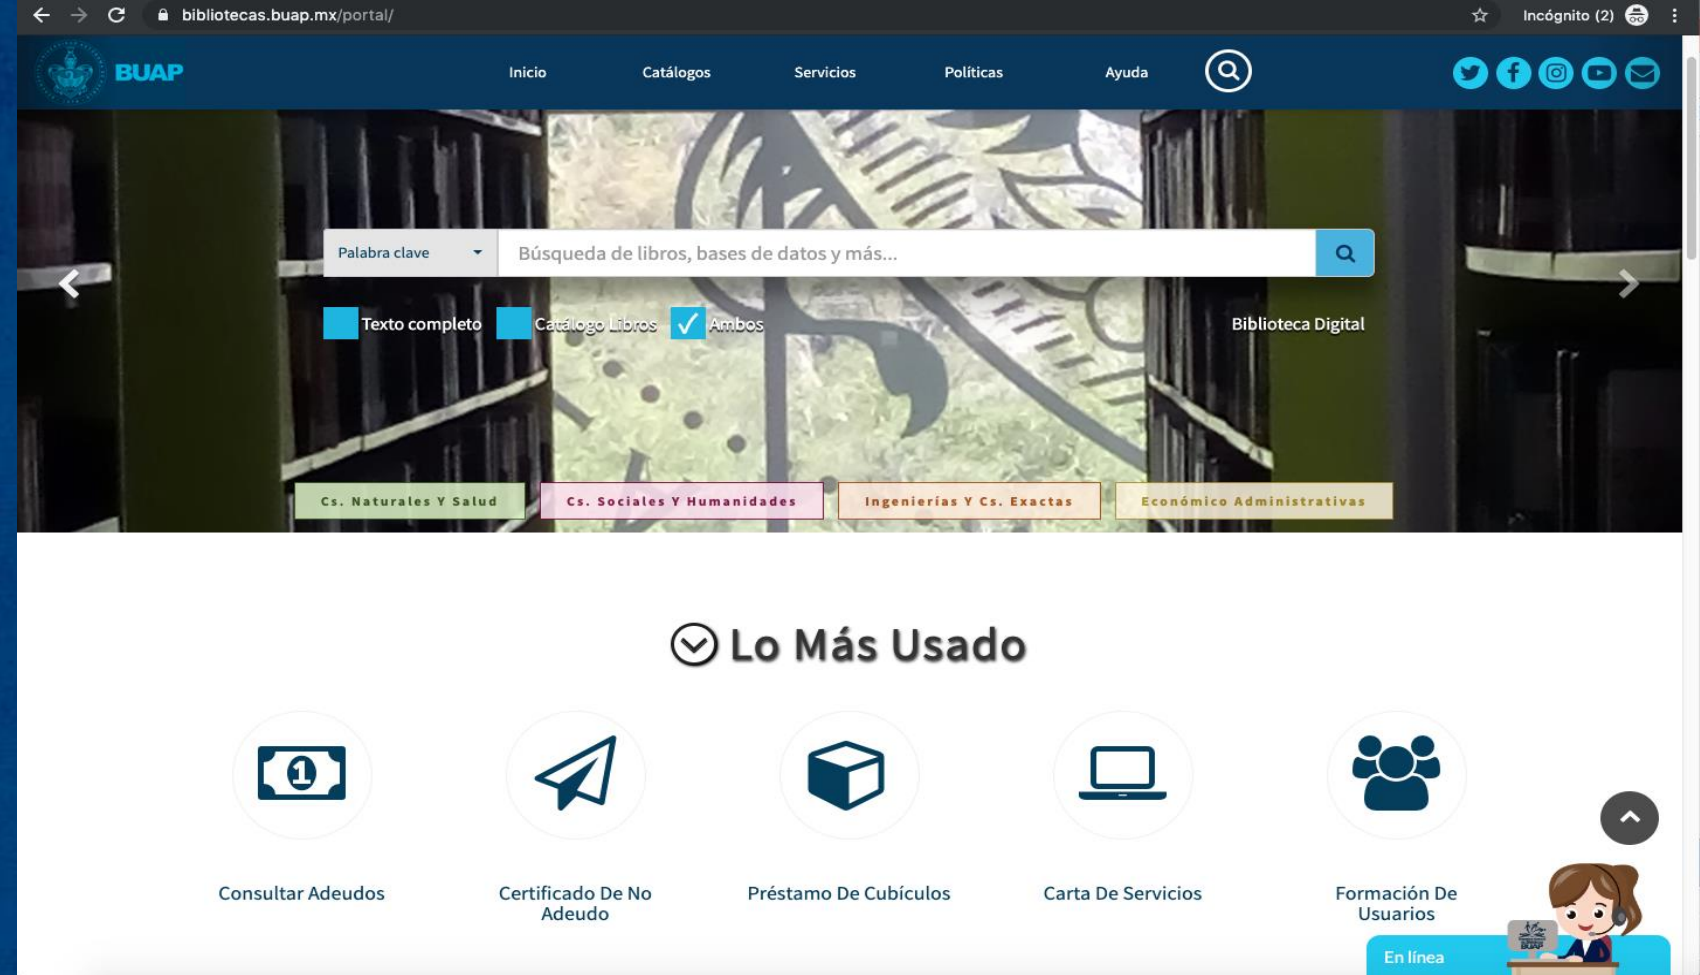 bibliotecas.buap.mx/portal/
Incógnito (2)
BUAP
Inicio
Catálogos
Servicios
Políticas
Ayuda
Palabra clave
Búsqueda de libros, bases de datos y más...
Texto completo
Catálogo Libros
Ambos
Biblioteca Digital
Cs. Naturales Y Salud
Cs. Sociales Y Humanidades
Ingenierías Y Cs. Exactas
Económico Administrativas
Lo Más Usado
1
Consultar Adeudos
Certificado De No
Adeudo
Préstamo De Cubículos
Carta De Servicios
Formación De
Usuarios
BUAP
En línea